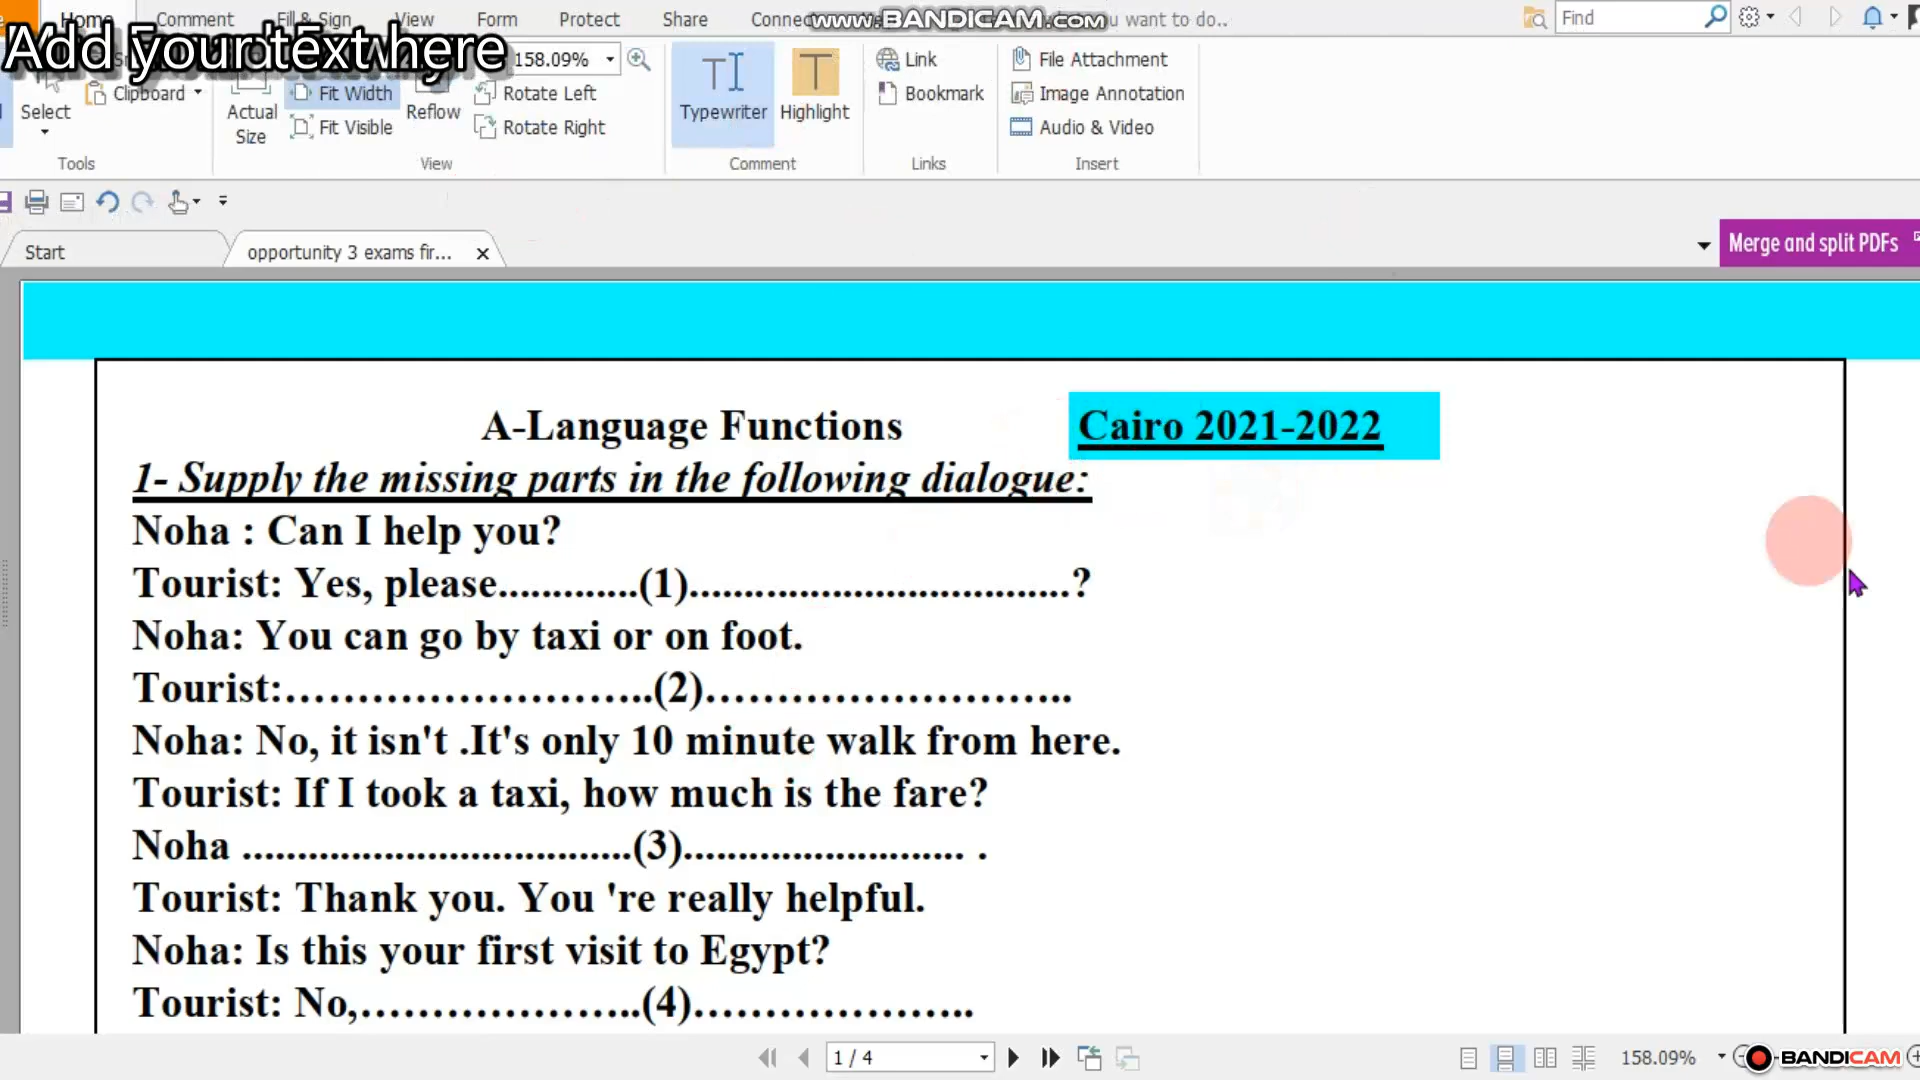 Home Comment Fill & Sign View Form Protect Share Connect www.BANDICAM.com you want to do.. Find
Add your text here
158.09%
Link
File Attachment
Select
Clipboard
Actual Size
Fit Width
Reflow
Rotate Left
Typewriter
Highlight
Bookmark
Image Annotation
Fit Visible
Rotate Right
Audio & Video
Tools View Comment Links Insert
Start
opportunity 3 exams fir...
Merge and split PDFs
A-Language Functions Cairo 2021-2022
1- Supply the missing parts in the following dialogue:
Noha : Can I help you?
Tourist: Yes, please.............(1)...................................?
Noha: You can go by taxi or on foot.
Tourist:……………………..(2)……………………..
Noha: No, it isn't .It's only 10 minute walk from here.
Tourist: If I took a taxi, how much is the fare?
Noha ....................................(3).......................... .
Tourist: Thank you. You 're really helpful.
Noha: Is this your first visit to Egypt?
Tourist: No,………………..(4)………………..
1 / 4
158.09%
BANDICAM